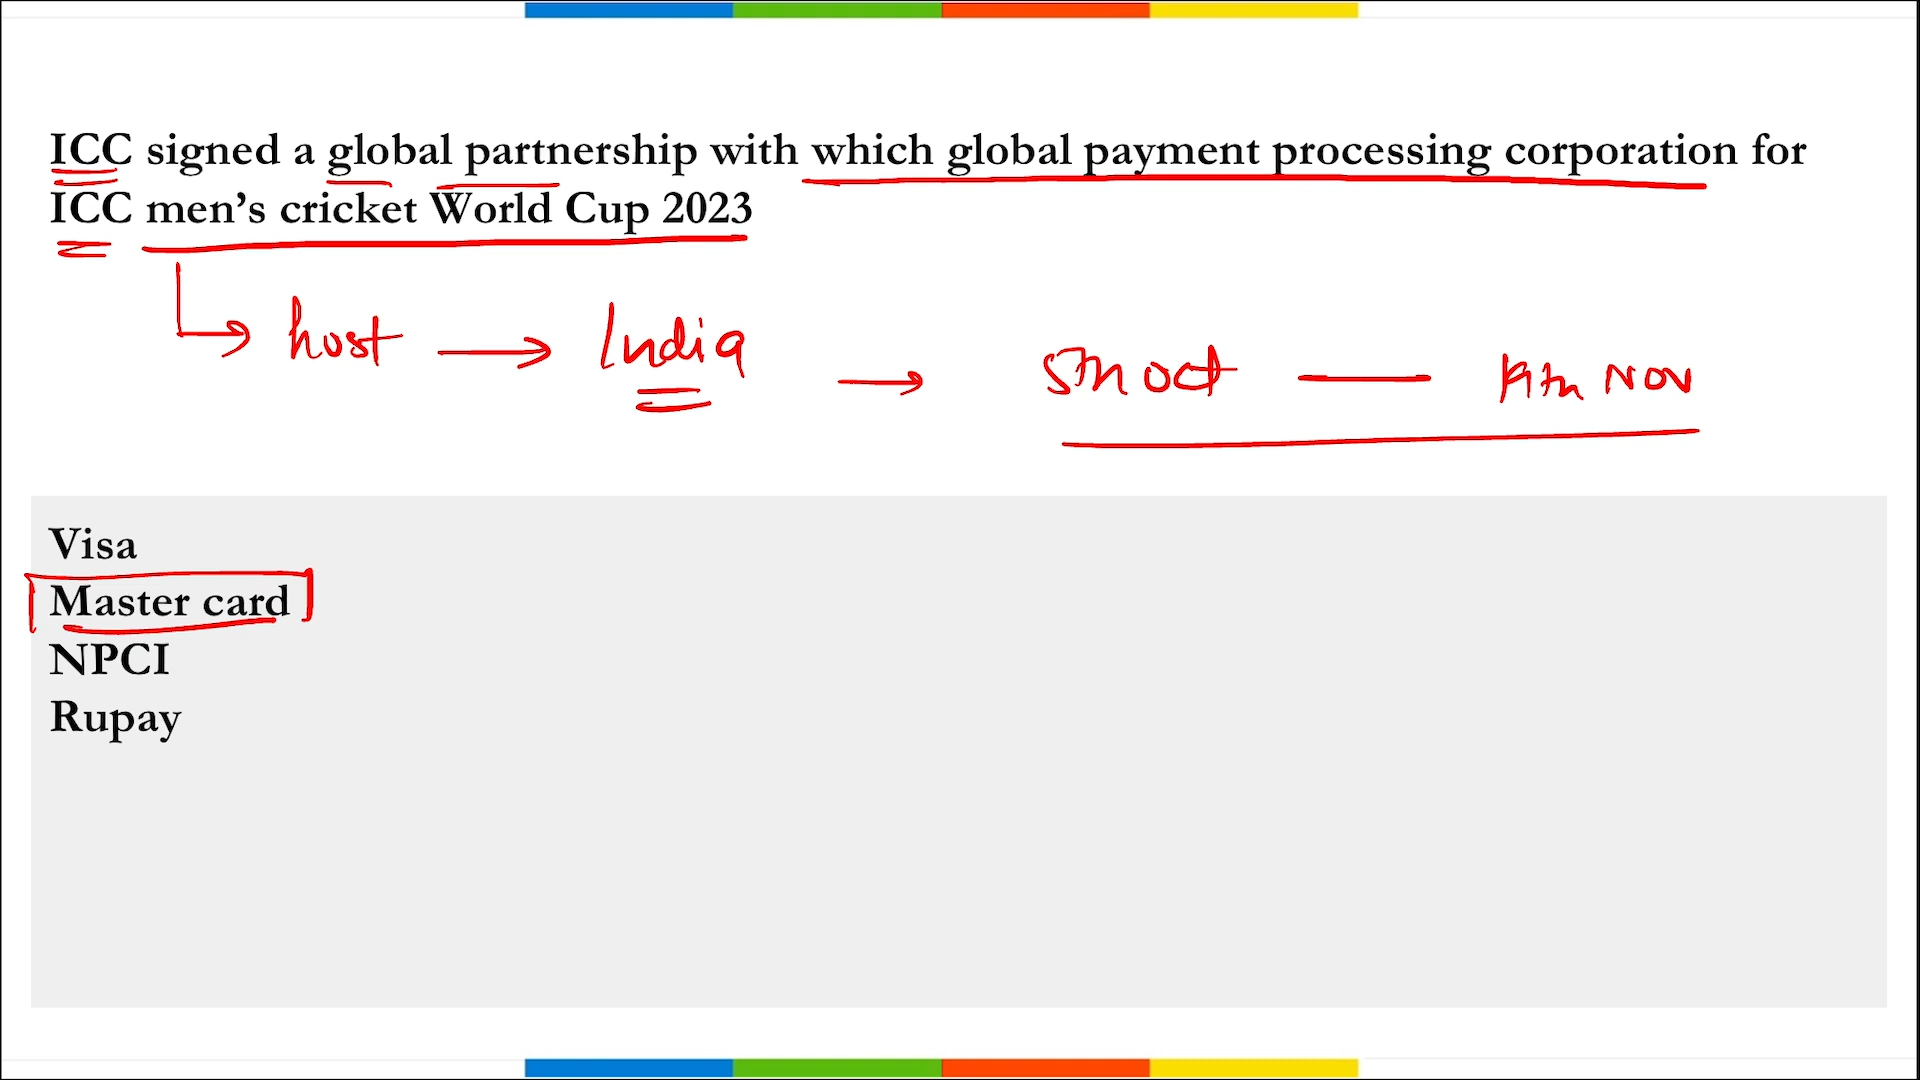 ICC signed a global partnership with which global payment processing corporation for
ICC men’s cricket World Cup 2023
host → India → 5th Oct — 19th Nov
Visa
Master card
NPCI
Rupay